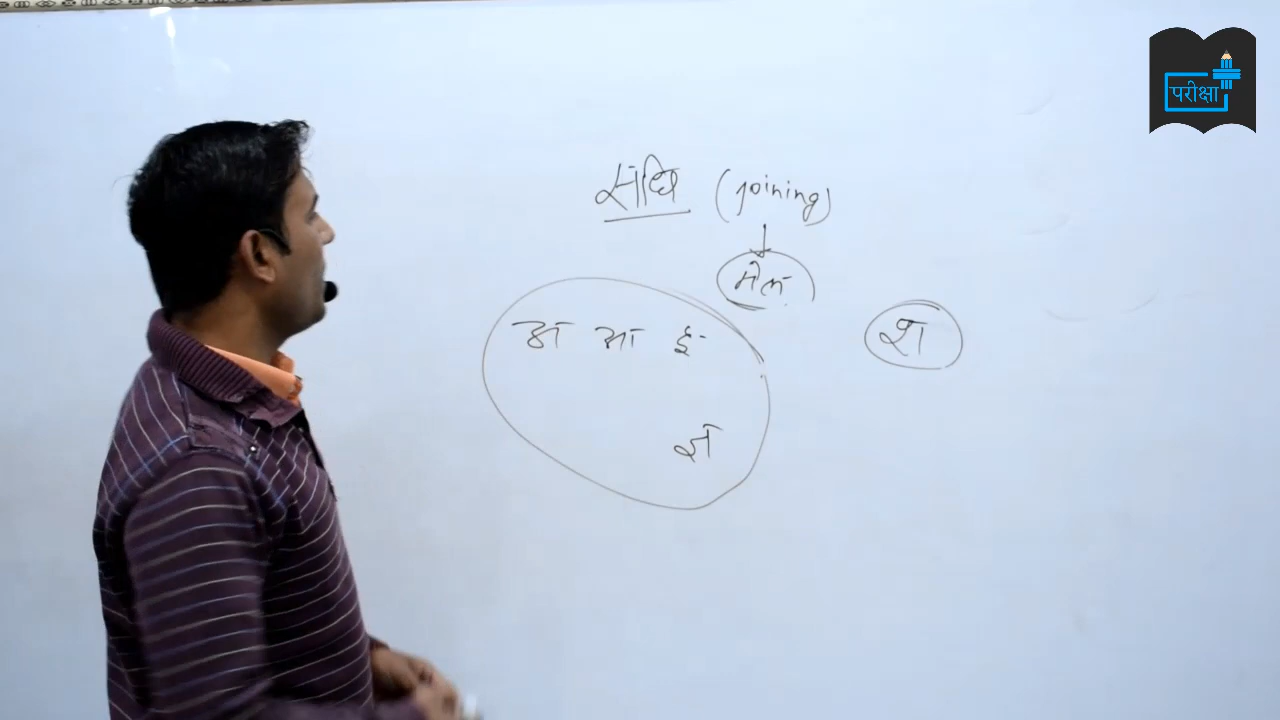 परीक्षा
संधि (joining)
मेल
अ आ इ श
ज्ञ